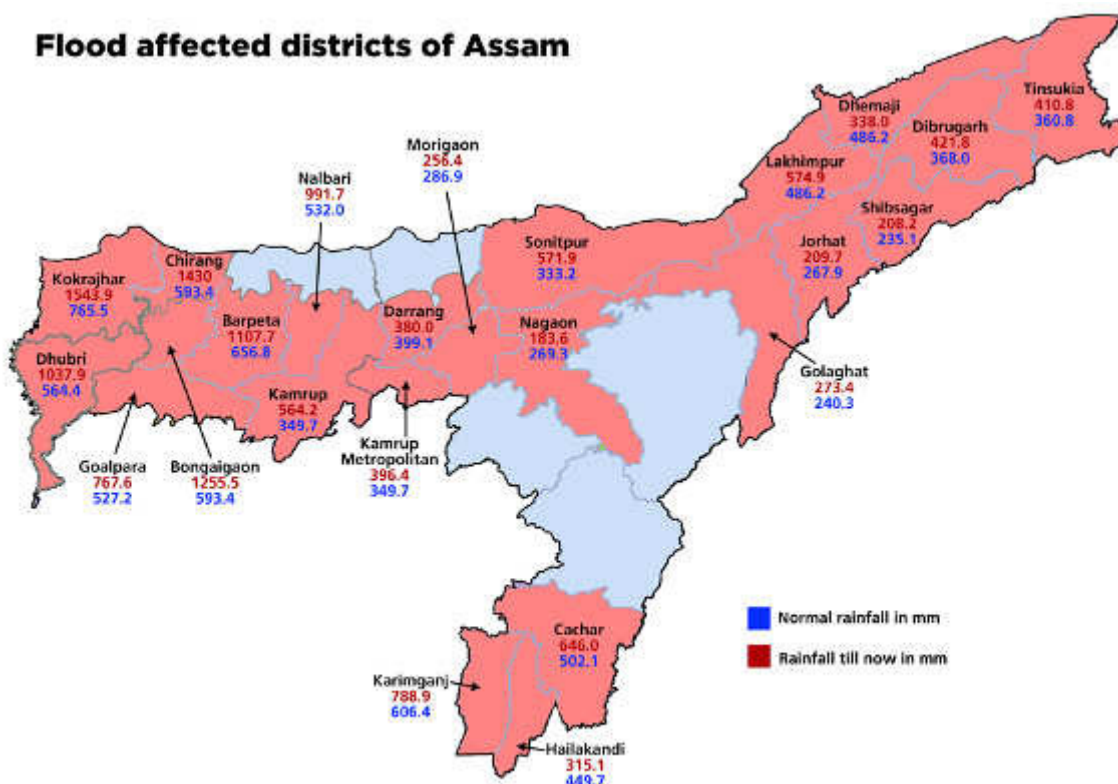 Flood affected districts of Assam
Tinsukia
410.8
360.8
Dhemaji
338.0
486.2
Dibrugarh
421.8
368.0
Morigaon
256.4
286.9
Lakhimpur
574.9
486.2
Nalbari
991.7
532.0
Shibsagar
208.2
235.1
Sonitpur
571.9
333.2
Jorhat
209.7
267.9
Chirang
1430
593.4
Kokrajhar
1543.9
765.5
Barpeta
1107.7
656.8
Darrang
380.0
399.1
Nagaon
183.6
269.3
Dhubri
1037.9
564.4
Golaghat
273.4
240.3
Kamrup
564.2
349.7
Kamrup
Metropolitan
396.4
349.7
Goalpara
767.6
527.2
Bongaigaon
1255.5
593.4
Normal rainfall in mm
Rainfall till now in mm
Cachar
646.0
502.1
Karimganj
788.9
606.4
Hailakandi
315.1
449.7